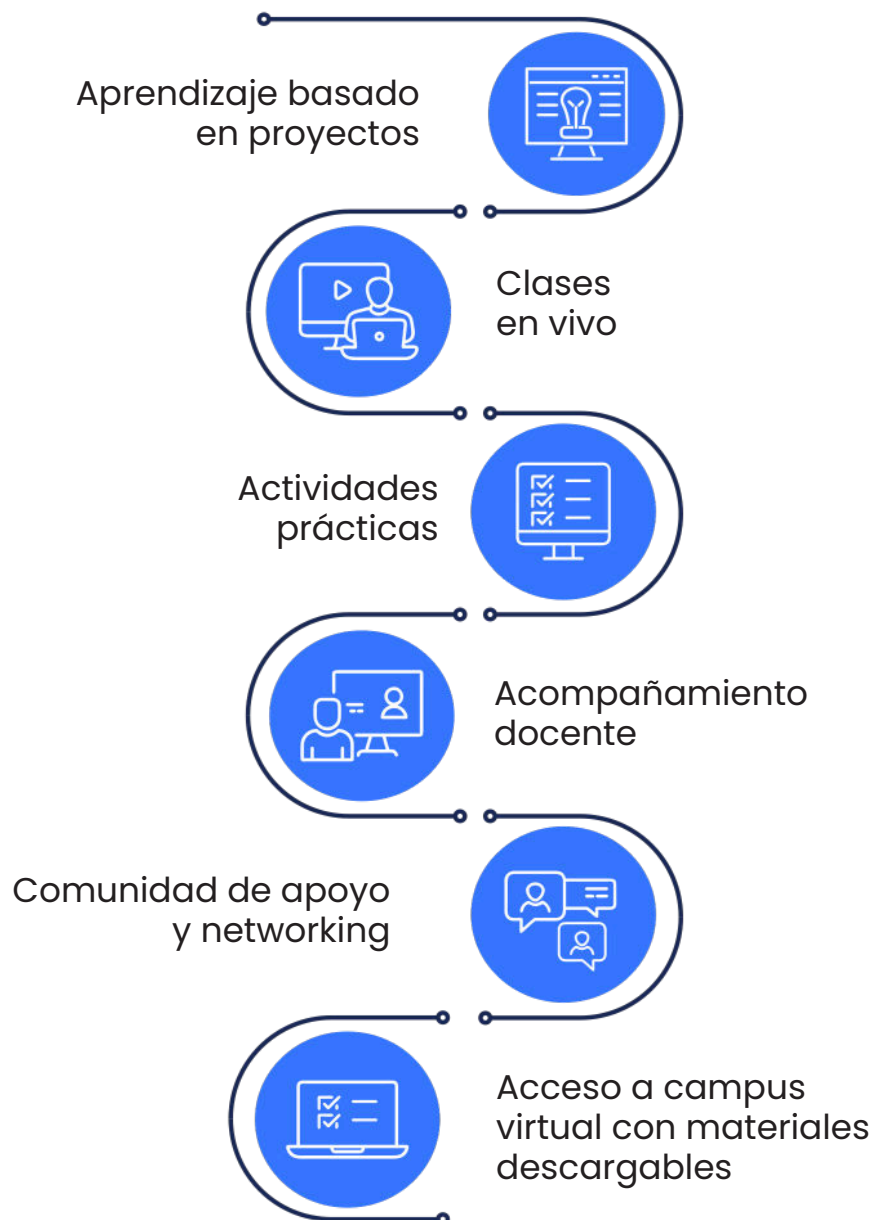 Aprendizaje basado
en proyectos
Clases
en vivo
Actividades
prácticas
Acompañamiento
docente
Comunidad de apoyo
y networking
Acceso a campus
virtual con materiales
descargables